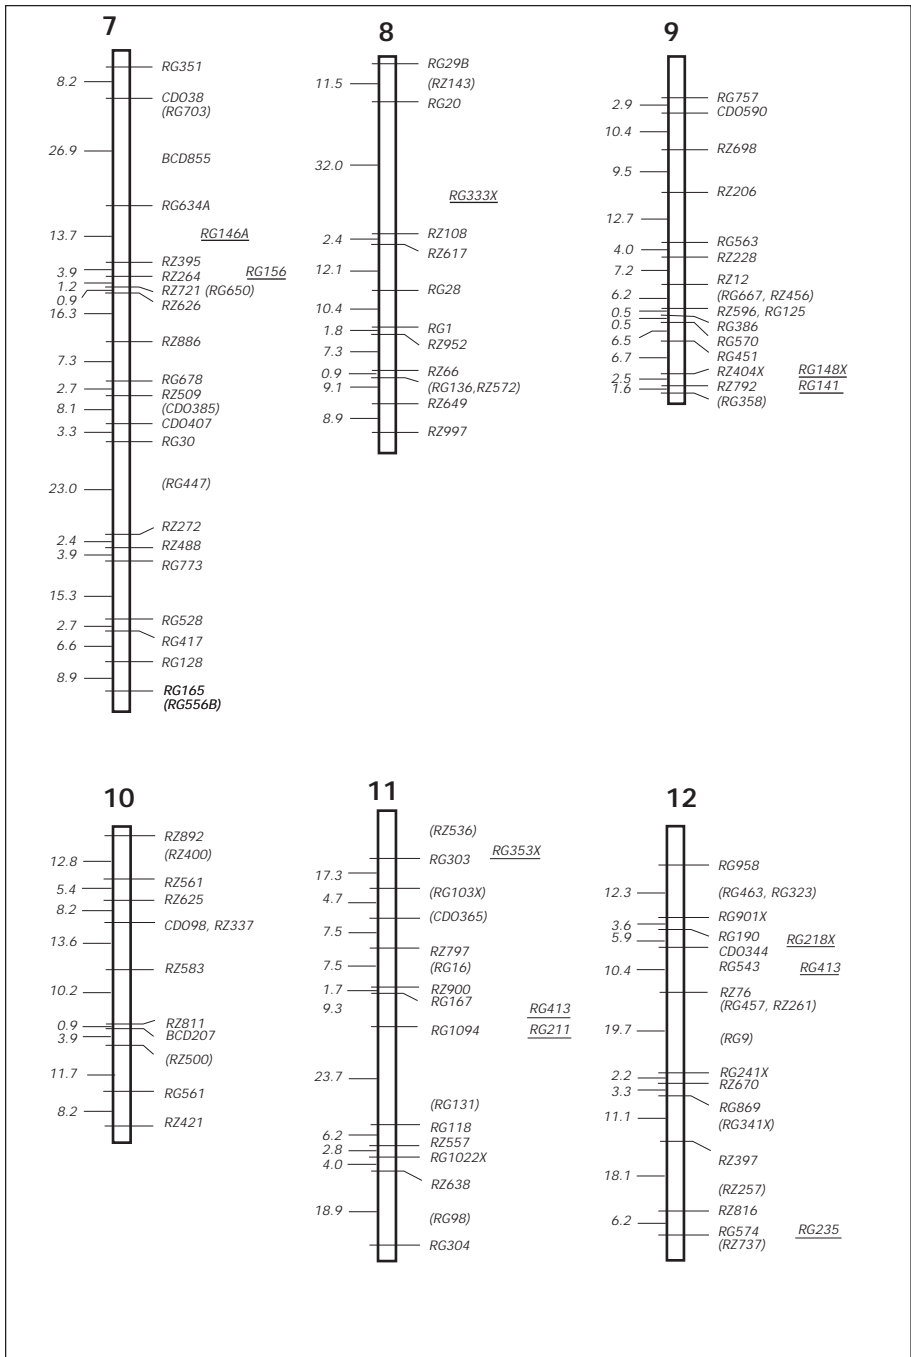 7
8.2
26.9
13.7
3.9
1.2
0.9
16.3
7.3
2.7
8.1
3.3
23.0
2.4
3.9
15.3
2.7
6.6
8.9
RG351
CDO38
(RG703)
BCD855
RG634A
RG146A
RZ395
RZ264 RG156
RZ721 (RG650)
RZ626
RZ886
RG678
RZ509
(CDO385)
CDO407
RG30
(RG447)
RZ272
RZ488
RG773
RG528
RG417
RG128
RG165
(RG556B)
8
11.5
32.0
2.4
12.1
10.4
1.8
7.3
0.9
9.1
8.9
RG29B
(RZ143)
RG20
RG333X
RZ108
RZ617
RG28
RG1
RZ952
RZ66
(RG136,RZ572)
RZ649
RZ997
9
2.9
10.4
9.5
12.7
4.0
7.2
6.2
0.5
0.5
6.5
6.7
2.5
1.6
RG757
CDO590
RZ698
RZ206
RG563
RZ228
RZ12
(RG667, RZ456)
RZ596, RG125
RG386
RG570
RG451
RZ404X RG148X
RZ792 RG141
(RG358)
10
12.8
5.4
8.2
13.6
10.2
0.9
3.9
11.7
8.2
RZ892
(RZ400)
RZ561
RZ625
CDO98, RZ337
RZ583
RZ811
BCD207
(RZ500)
RG561
RZ421
11
17.3
4.7
7.5
7.5
1.7
9.3
23.7
6.2
2.8
4.0
18.9
(RZ536)
RG303 RG353X
(RG103X)
(CDO365)
RZ797
(RG16)
RZ900
RG167
RG413
RG1094 RG211
(RG131)
RG118
RZ557
RG1022X
RZ638
(RG98)
RG304
12
12.3
3.6
5.9
10.4
19.7
2.2
3.3
11.1
18.1
6.2
RG958
(RG463, RG323)
RG901X
RG190 RG218X
CDO344
RG543 RG413
RZ76
(RG457, RZ261)
(RG9)
RG241X
RZ670
RG869
(RG341X)
RZ397
(RZ257)
RZ816
RG574 RG235
(RZ737)